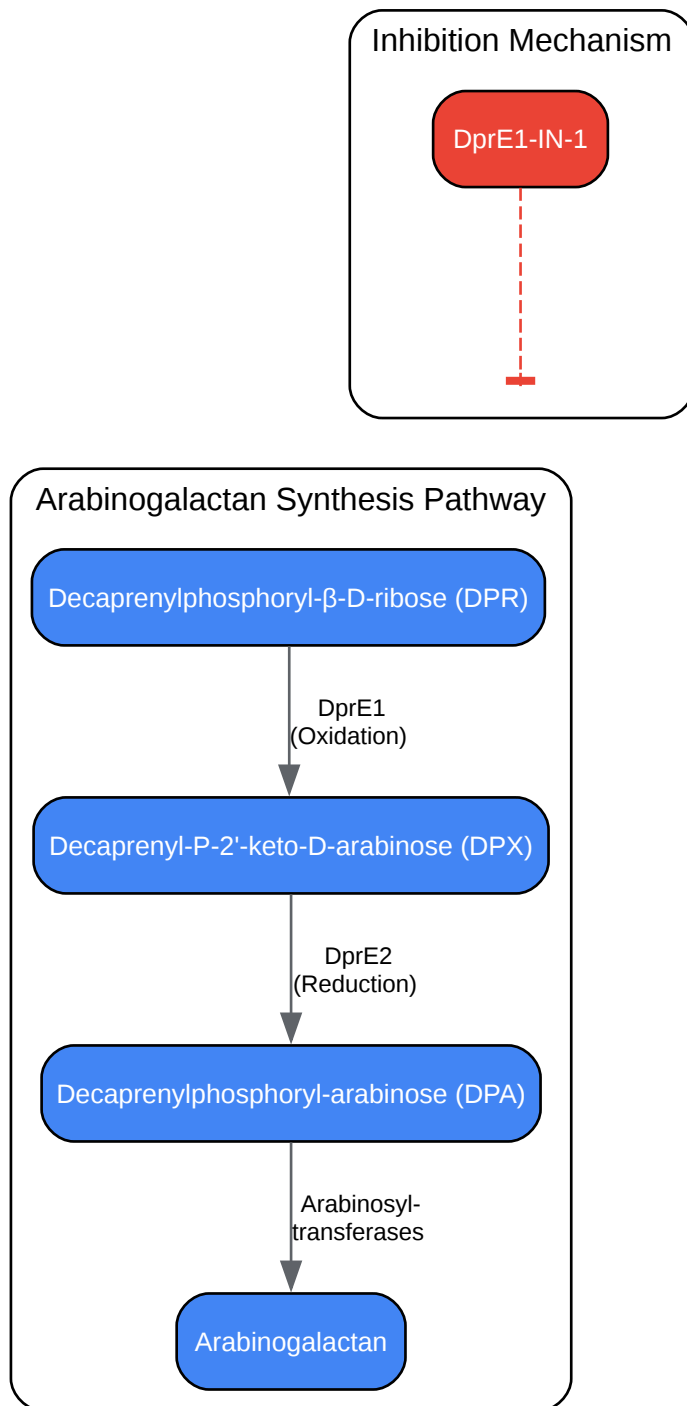 Inhibition Mechanism
DprE1-IN-1
Arabinogalactan Synthesis Pathway
Decaprenylphosphoryl-β-D-ribose (DPR)
DprE1
(Oxidation)
Decaprenyl-P-2'-keto-D-arabinose (DPX)
DprE2
(Reduction)
Decaprenylphosphoryl-arabinose (DPA)
Arabinosyl-
transferases
Arabinogalactan